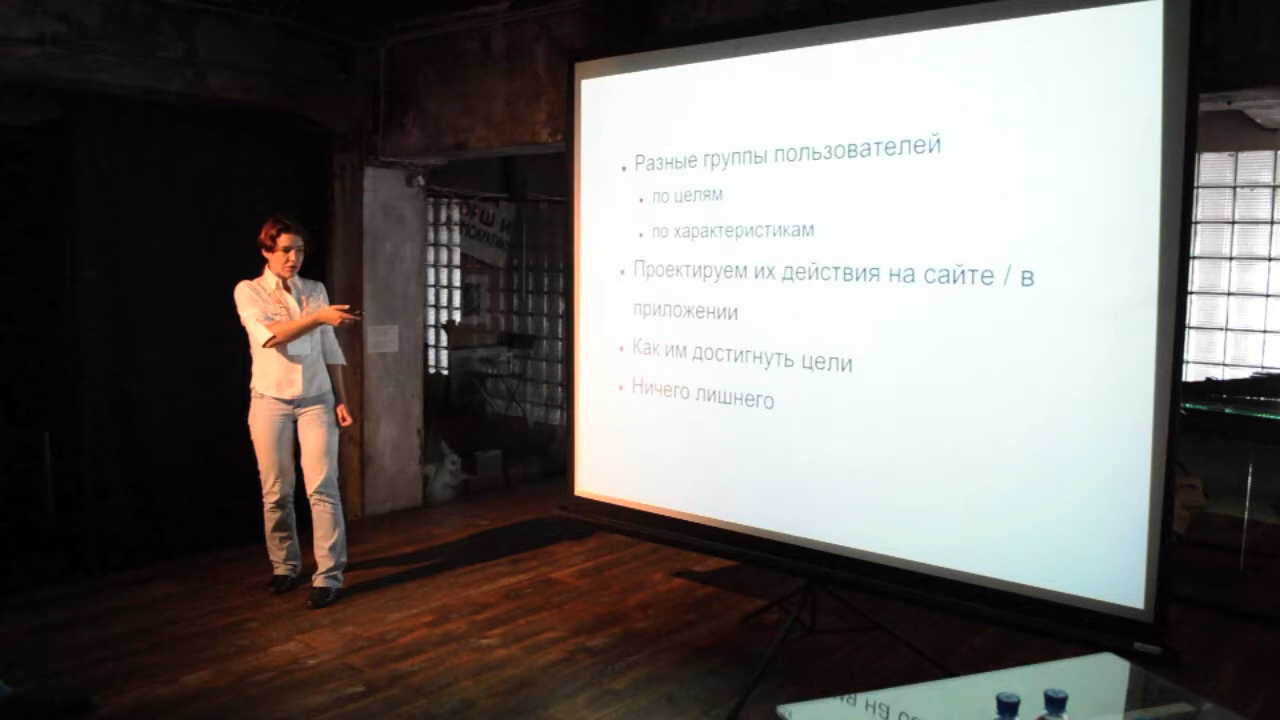 Разные группы пользователей
по целям
по характеристикам
Проектируем их действия на сайте / в
приложении
Как им достигнуть цели
Ничего лишнего